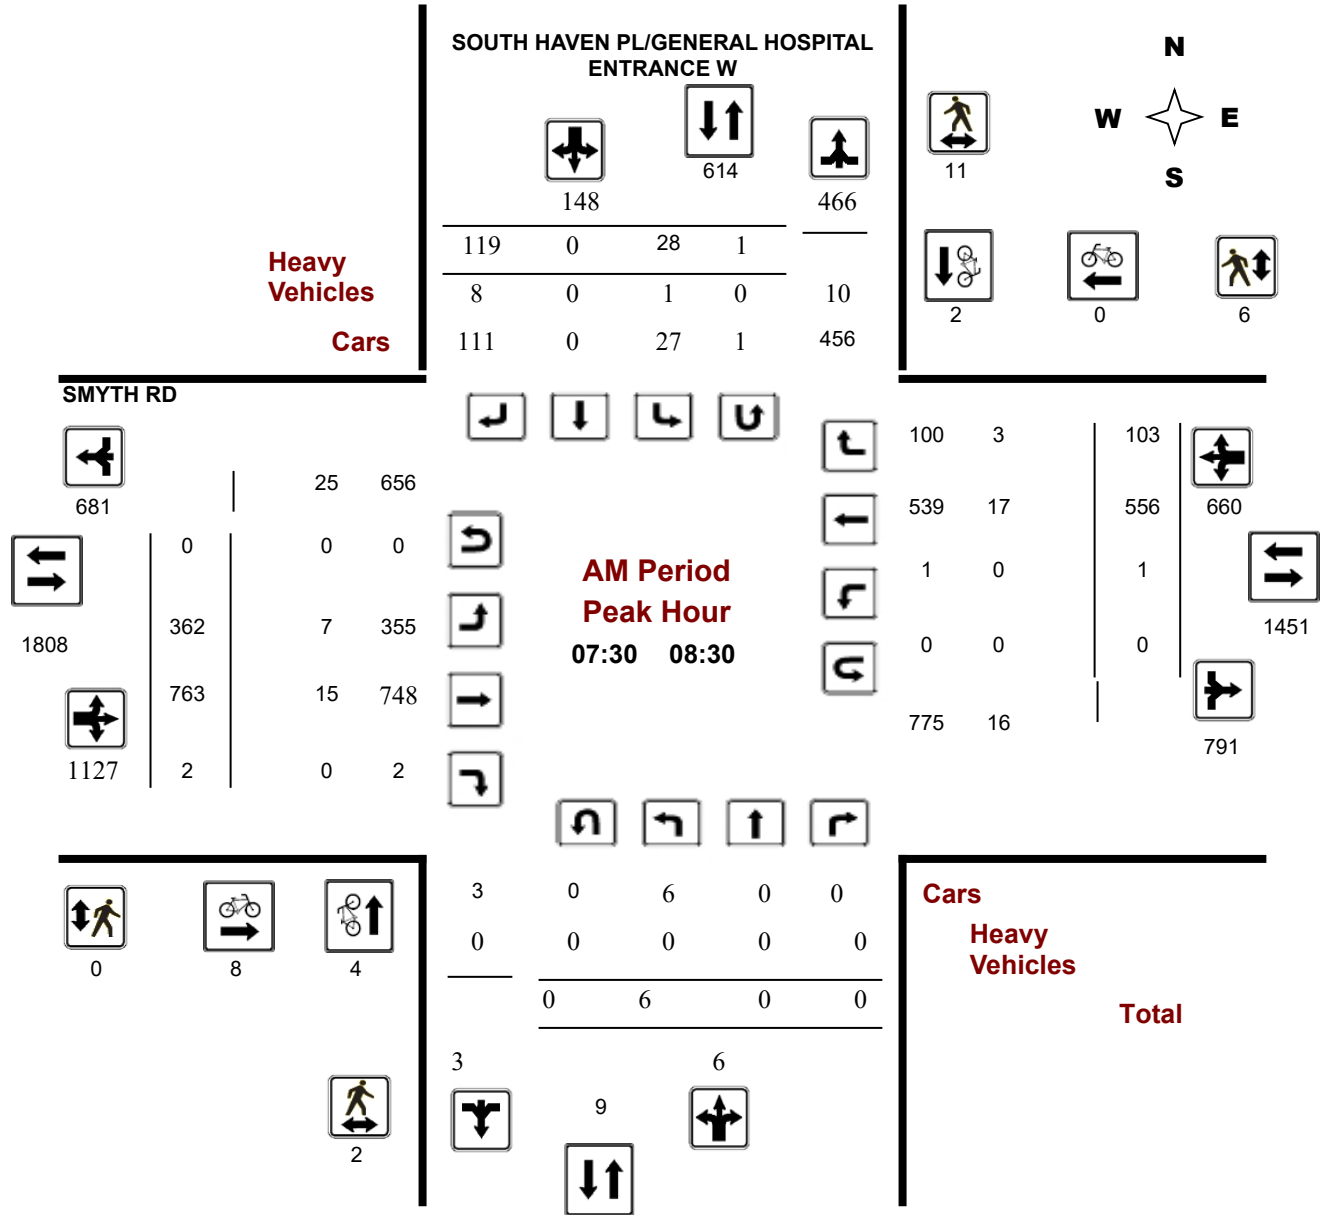 SOUTH HAVEN PL/GENERAL HOSPITAL
ENTRANCE W
N
W E
S
614
11
148 466
119 0 28 1
Heavy
Vehicles
8 0 1 0 10
Cars
111 0 27 1 456
2 0 6
SMYTH RD
100 3 103
681
25 656
539 17 556 660
0 0 0
AM Period
Peak Hour
07:30 08:30
1 0 1
1808
362 7 355
0 0 0
1451
763 15 748
775 16
791
1127 2 0 2
3 0 6 0 0
Cars
0 0 0 0 0
Heavy
Vehicles
0 8 4
0 6 0 0
Total
3 6
9
2